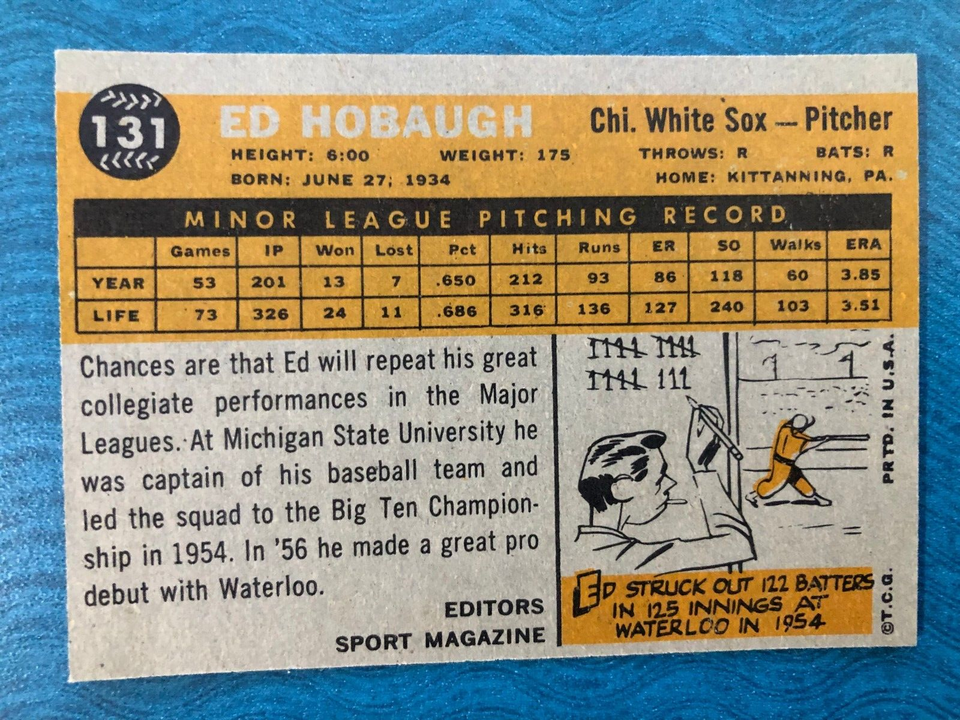 131
ED HOBAUGH
Chi. White Sox — Pitcher
HEIGHT: 6:00 WEIGHT: 175 THROWS: R BATS: R
BORN: JUNE 27, 1934 HOME: KITTANNING, PA.
MINOR LEAGUE PITCHING RECORD
Games IP Won Lost Pct Hits Runs ER SO Walks ERA
YEAR 53 201 13 7 .650 212 93 86 118 60 3.85
LIFE 73 326 24 11 .686 316 136 127 240 103 3.51
Chances are that Ed will repeat his great
collegiate performances in the Major
Leagues. At Michigan State University he
was captain of his baseball team and
led the squad to the Big Ten Champion-
ship in 1954. In '56 he made a great pro
debut with Waterloo.
EDITORS
SPORT MAGAZINE
ED STRUCK OUT 122 BATTERS
IN 125 INNINGS AT
WATERLOO IN 1954
©T.C.G. PRTD. IN U.S.A.